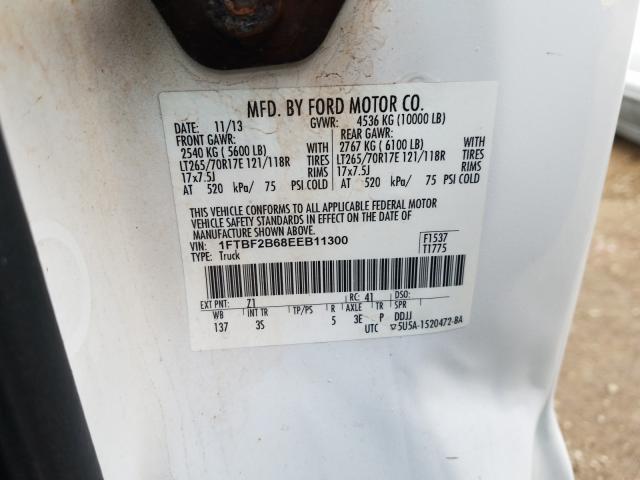 MFD. BY FORD MOTOR CO.
DATE: 11/13 GVWR: 4536 KG (10000 LB)
FRONT GAWR: REAR GAWR:
2540 KG ( 5600 LB) WITH 2767 KG ( 6100 LB) WITH
LT265/70R17E 121/118R TIRES LT265/70R17E 121/118R TIRES
17x7.5J RIMS 17x7.5J RIMS
AT 520 kPa/ 75 PSI COLD AT 520 kPa/ 75 PSI COLD
THIS VEHICLE CONFORMS TO ALL APPLICABLE FEDERAL MOTOR
VEHICLE SAFETY STANDARDS IN EFFECT ON THE DATE OF
MANUFACTURE SHOWN ABOVE.
VIN: 1FTBF2B68EEB11300 F1537
TYPE: Truck T1775
EXT PNT: Z1 RC: 41 DSO:
WB INT TR TP/PS R AXLE TR SPR
137 3S 5 3E P DDJJ
UTC ▽5U5A-1520472-BA